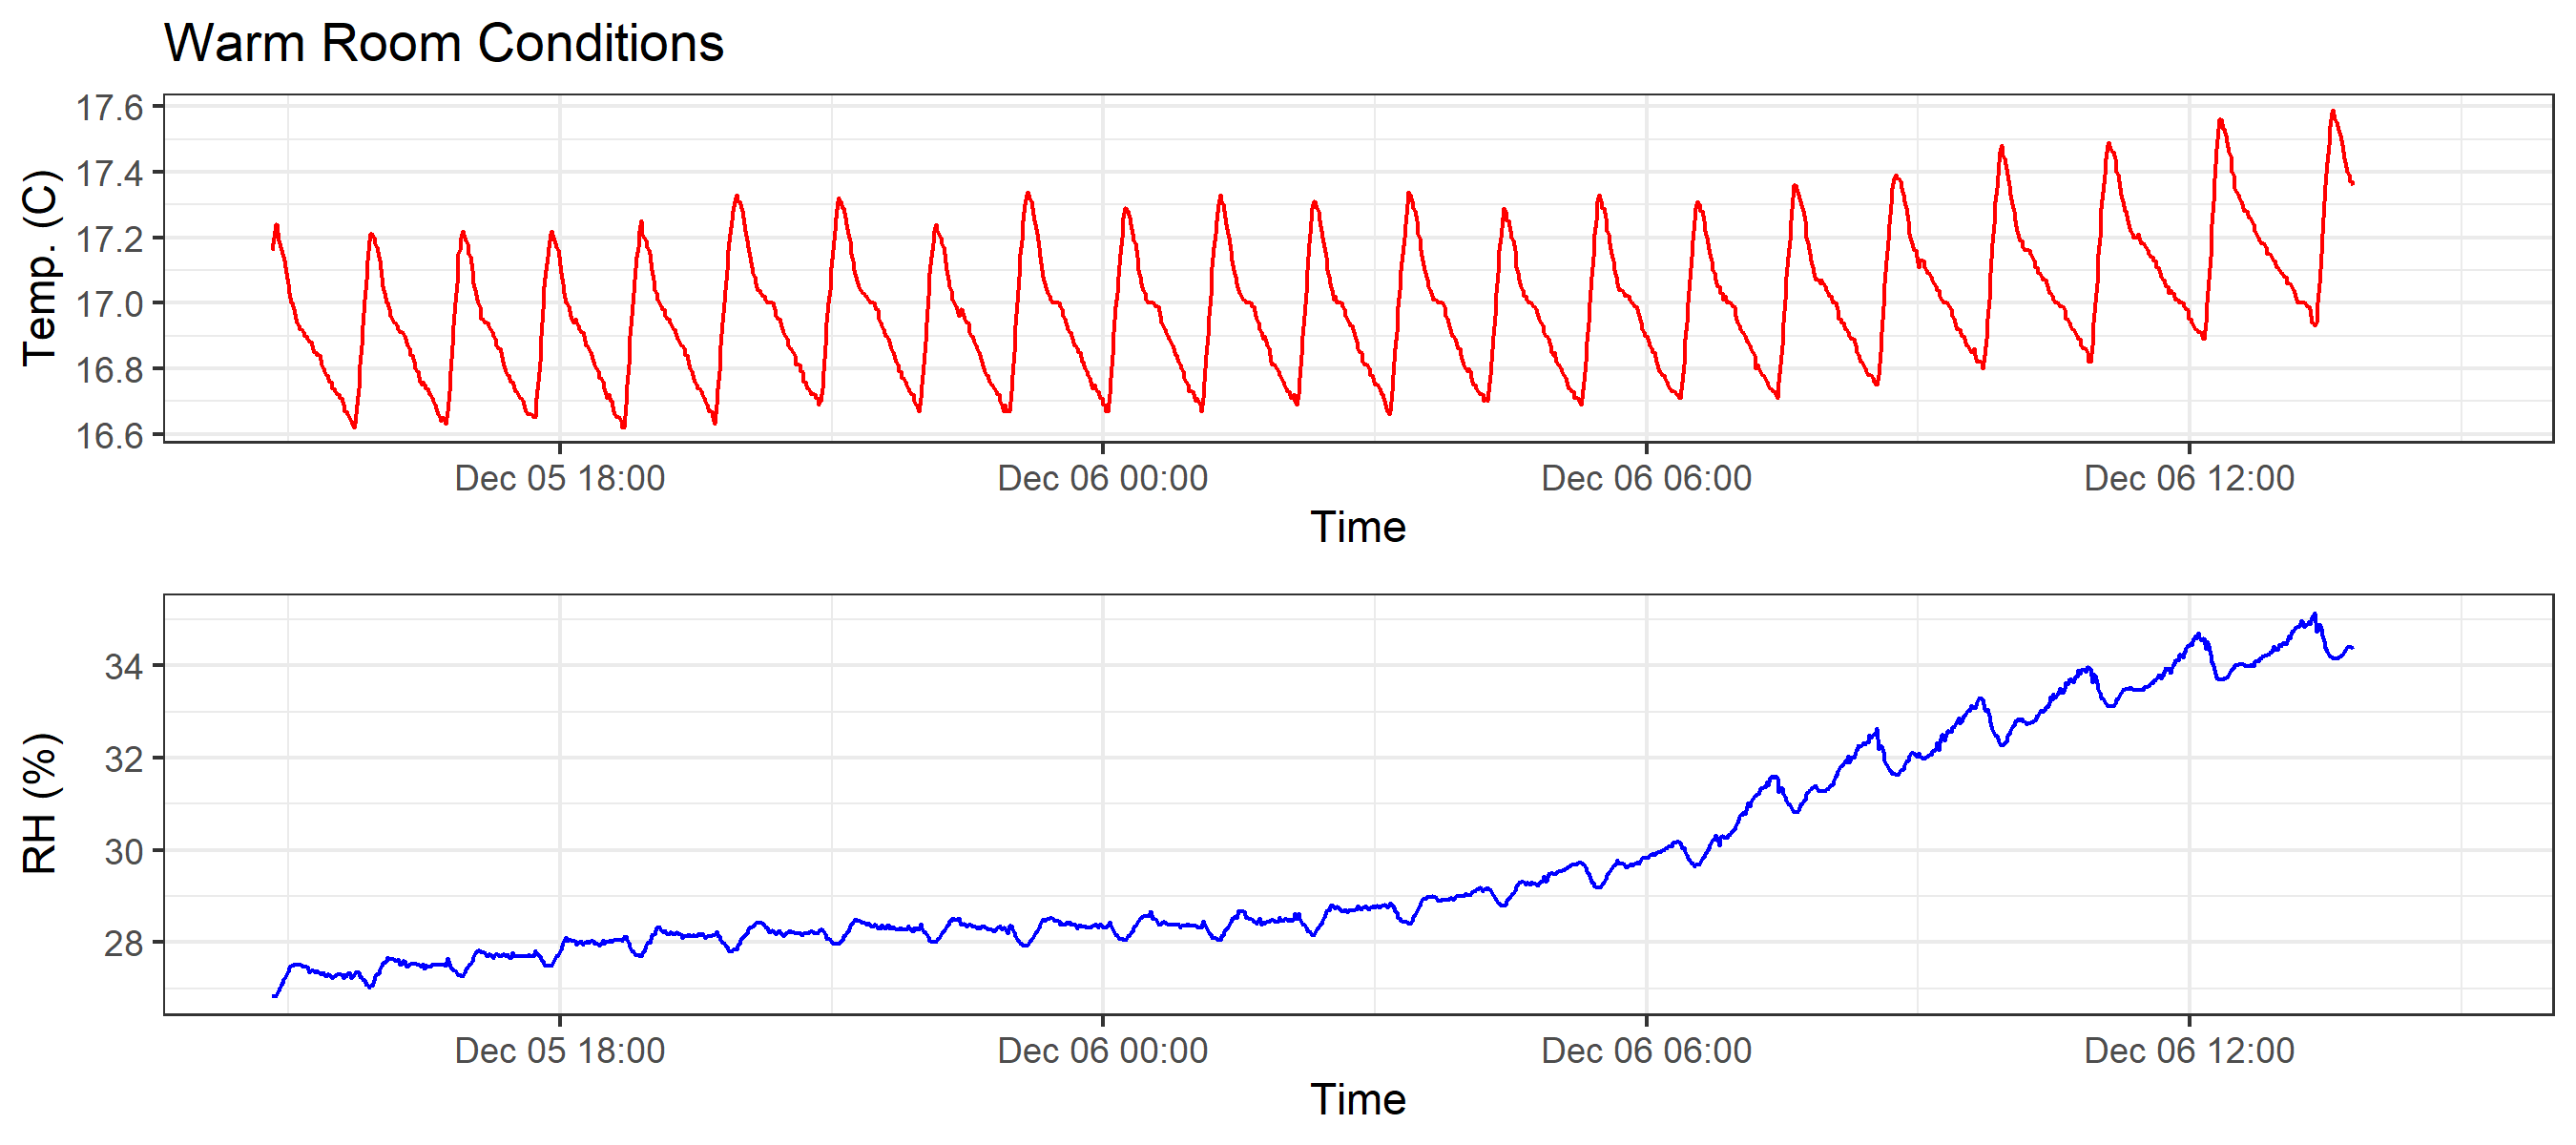 Warm Room Conditions
17.6
17.4
17.2
17.0
16.8
16.6
Temp. (C)
Dec 05 18:00 Dec 06 00:00 Dec 06 06:00 Dec 06 12:00
Time
34
32
30
28
RH (%)
Dec 05 18:00 Dec 06 00:00 Dec 06 06:00 Dec 06 12:00
Time